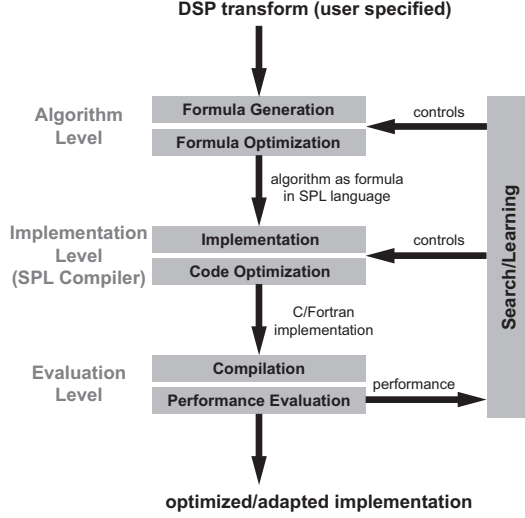 DSP transform (user specified)
Algorithm
Level
Formula Generation
Formula Optimization
controls
algorithm as formula
in SPL language
Implementation
Level
(SPL Compiler)
Implementation
Code Optimization
controls
Search/Learning
C/Fortran
implementation
Evaluation
Level
Compilation
Performance Evaluation
performance
optimized/adapted implementation